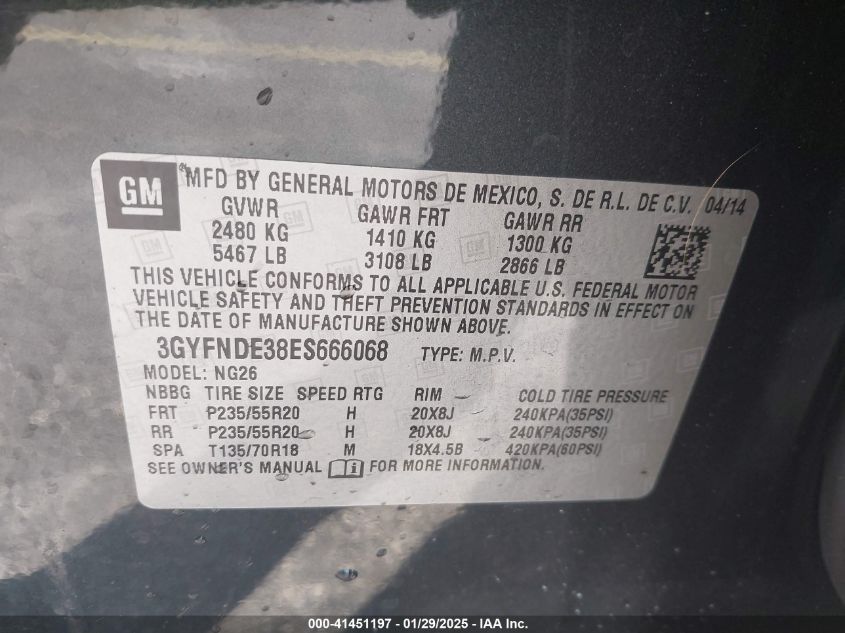 GM
MFD BY GENERAL MOTORS DE MEXICO, S. DE R.L. DE C.V. 04/14
GVWR GAWR FRT GAWR RR
2480 KG 1410 KG 1300 KG
5467 LB 3108 LB 2866 LB
THIS VEHICLE CONFORMS TO ALL APPLICABLE U.S. FEDERAL MOTOR
VEHICLE SAFETY AND THEFT PREVENTION STANDARDS IN EFFECT ON
THE DATE OF MANUFACTURE SHOWN ABOVE.
3GYFNDE38ES666068 TYPE: M.P.V.
MODEL: NG26
NBBG TIRE SIZE SPEED RTG RIM COLD TIRE PRESSURE
FRT P235/55R20 H 20X8J 240KPA(35PSI)
RR P235/55R20 H 20X8J 240KPA(35PSI)
SPA T135/70R18 M 18X4.5B 420KPA(60PSI)
SEE OWNER'S MANUAL FOR MORE INFORMATION.
000-41451197 - 01/29/2025 - IAA Inc.